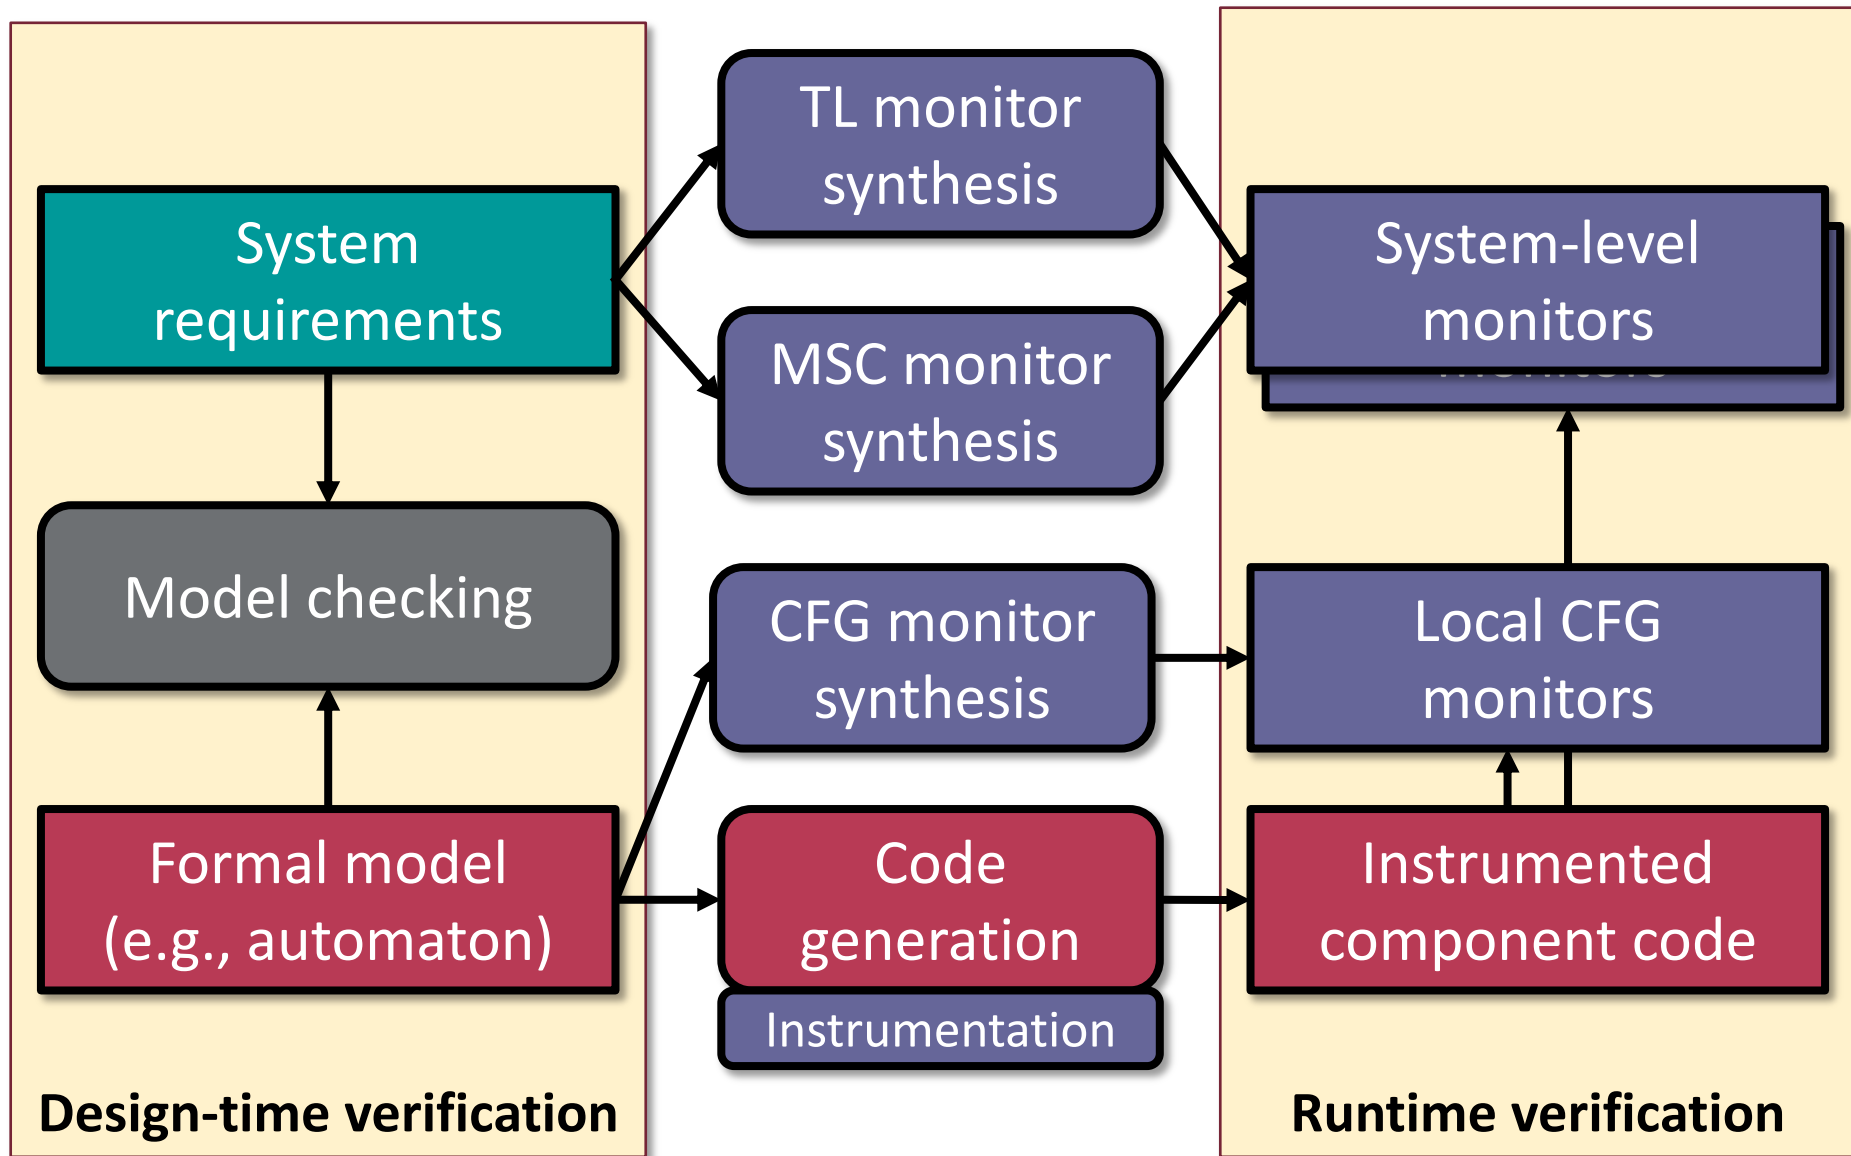 System
requirements
Model checking
Formal model
(e.g., automaton)
Design-time verification
TL monitor
synthesis
MSC monitor
synthesis
CFG monitor
synthesis
Code
generation
Instrumentation
System-level
monitors
monitors
Local CFG
monitors
Instrumented
component code
Runtime verification